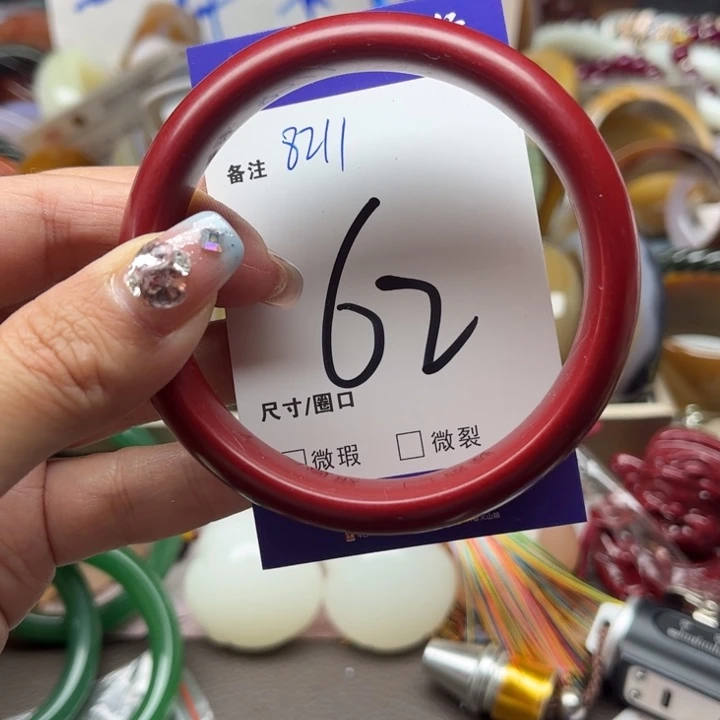 备注 8211
62
尺寸/圈口
微瑕 微裂